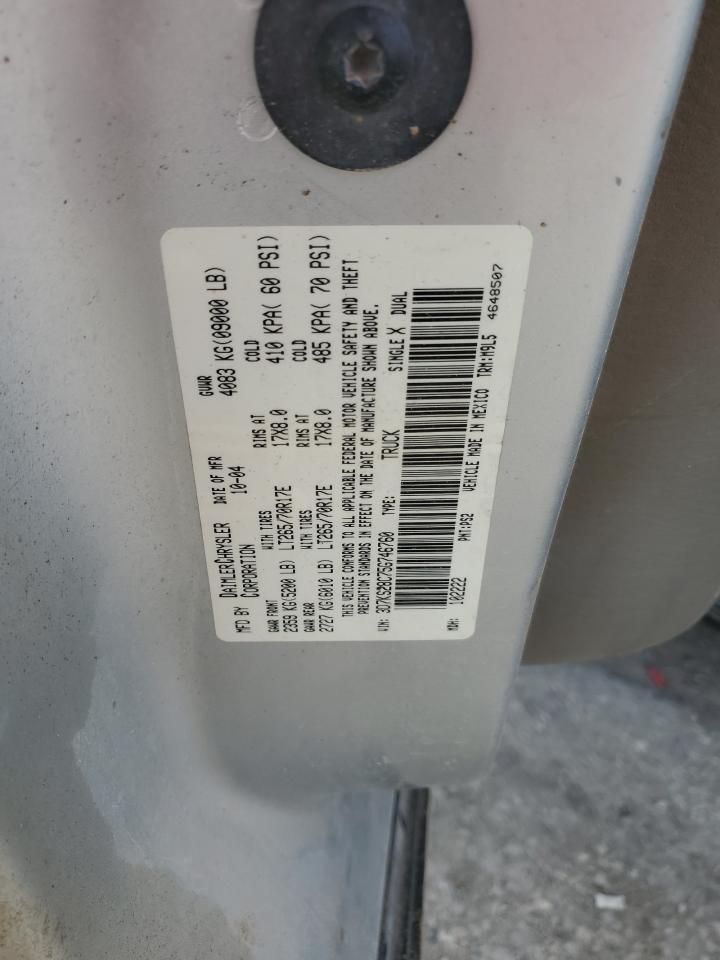 MFD BY DAIMLERCHRYSLER CORPORATION DATE OF MFR 10-04 GVWR 4083 KG(09000 LB)
GAWR FRONT WITH TIRES RIMS AT COLD
2359 KG(5200 LB) LT265/70R17E 17X8.0 410 KPA( 60 PSI)
GAWR REAR WITH TIRES RIMS AT COLD
2727 KG(6010 LB) LT265/70R17E 17X8.0 485 KPA( 70 PSI)
THIS VEHICLE CONFORMS TO ALL APPLICABLE FEDERAL MOTOR VEHICLE SAFETY AND THEFT
PREVENTION STANDARDS IN EFFECT ON THE DATE OF MANUFACTURE SHOWN ABOVE.
VIN: 3D7KS28C75G746760 TYPE: TRUCK SINGLE X DUAL
MDH: 102222 PNT:PS2 VEHICLE MADE IN MEXICO TRM:M9L5 4648507